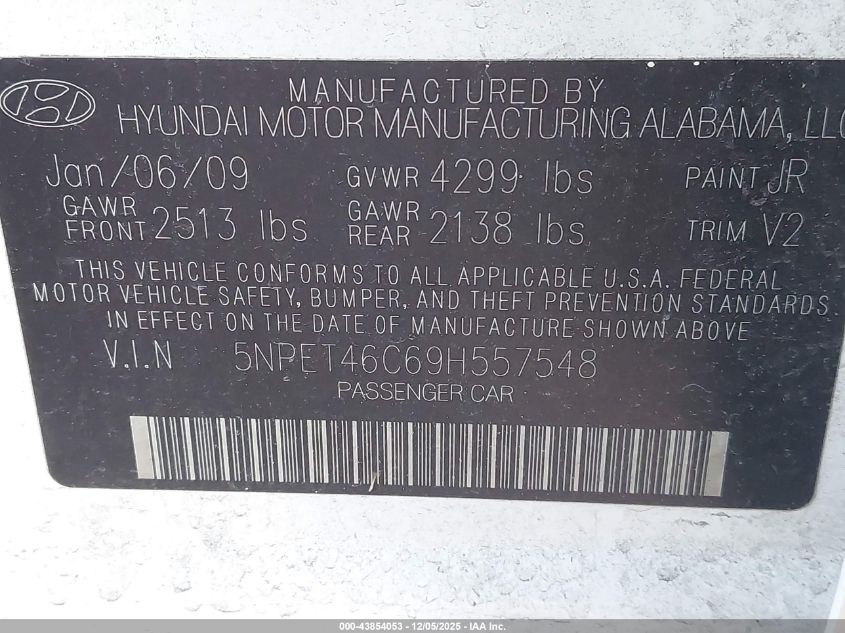 MANUFACTURED BY
HYUNDAI MOTOR MANUFACTURING ALABAMA, LLC
Jan/06/09 GVWR 4299 lbs PAINT JR
GAWR FRONT 2513 lbs GAWR REAR 2138 lbs TRIM V2
THIS VEHICLE CONFORMS TO ALL APPLICABLE U.S.A. FEDERAL
MOTOR VEHICLE SAFETY, BUMPER, AND THEFT PREVENTION STANDARDS
IN EFFECT ON THE DATE OF MANUFACTURE SHOWN ABOVE
V.I.N 5NPET46C69H557548
PASSENGER CAR
000-43854053 - 12/05/2025 - IAA Inc.